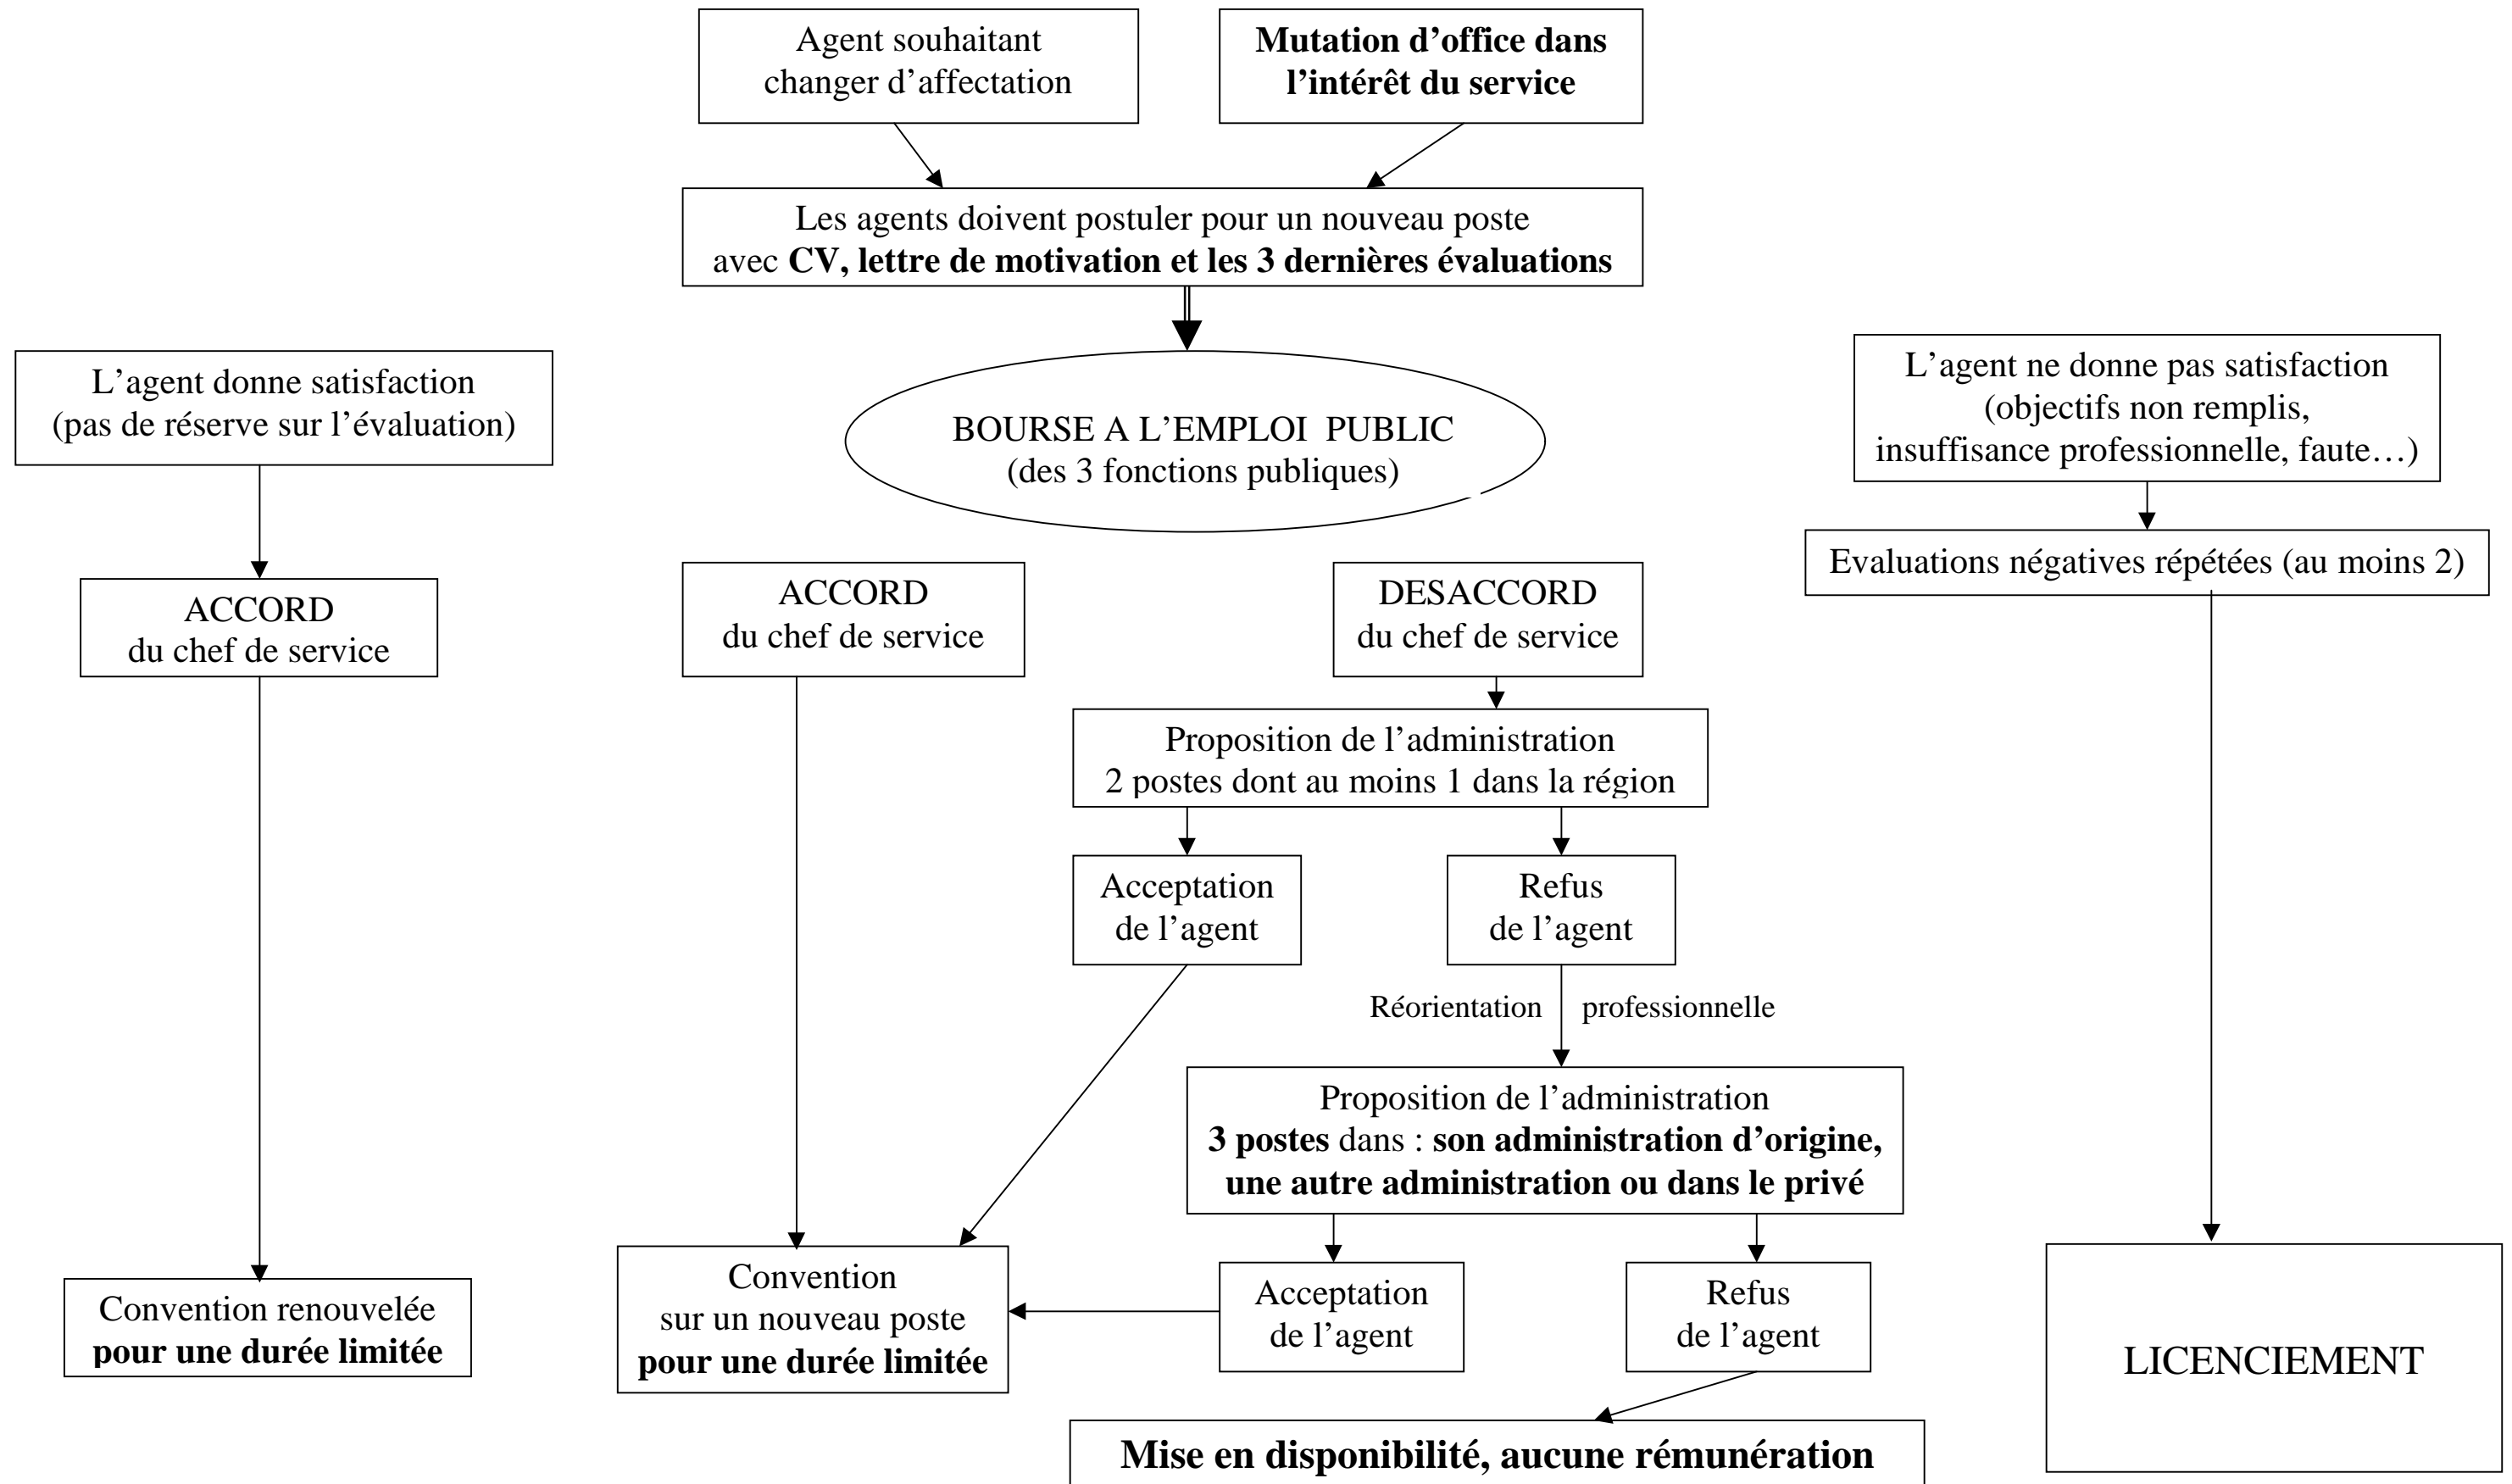 Agent souhaitant
changer d’affectation
Mutation d’office dans
l’intérêt du service
Les agents doivent postuler pour un nouveau poste
avec CV, lettre de motivation et les 3 dernières évaluations
L’agent donne satisfaction
(pas de réserve sur l’évaluation)
BOURSE A L’EMPLOI  PUBLIC
(des 3 fonctions publiques)
L’agent ne donne pas satisfaction
(objectifs non remplis,
insuffisance professionnelle, faute…)
Evaluations négatives répétées (au moins 2)
ACCORD
du chef de service
ACCORD
du chef de service
DESACCORD
du chef de service
Proposition de l’administration
2 postes dont au moins 1 dans la région
Acceptation
de l’agent
Refus
de l’agent
Réorientation professionnelle
Proposition de l’administration
3 postes dans : son administration d’origine,
une autre administration ou dans le privé
Convention renouvelée
pour une durée limitée
Convention
sur un nouveau poste
pour une durée limitée
Acceptation
de l’agent
Refus
de l’agent
LICENCIEMENT
Mise en disponibilité, aucune rémunération